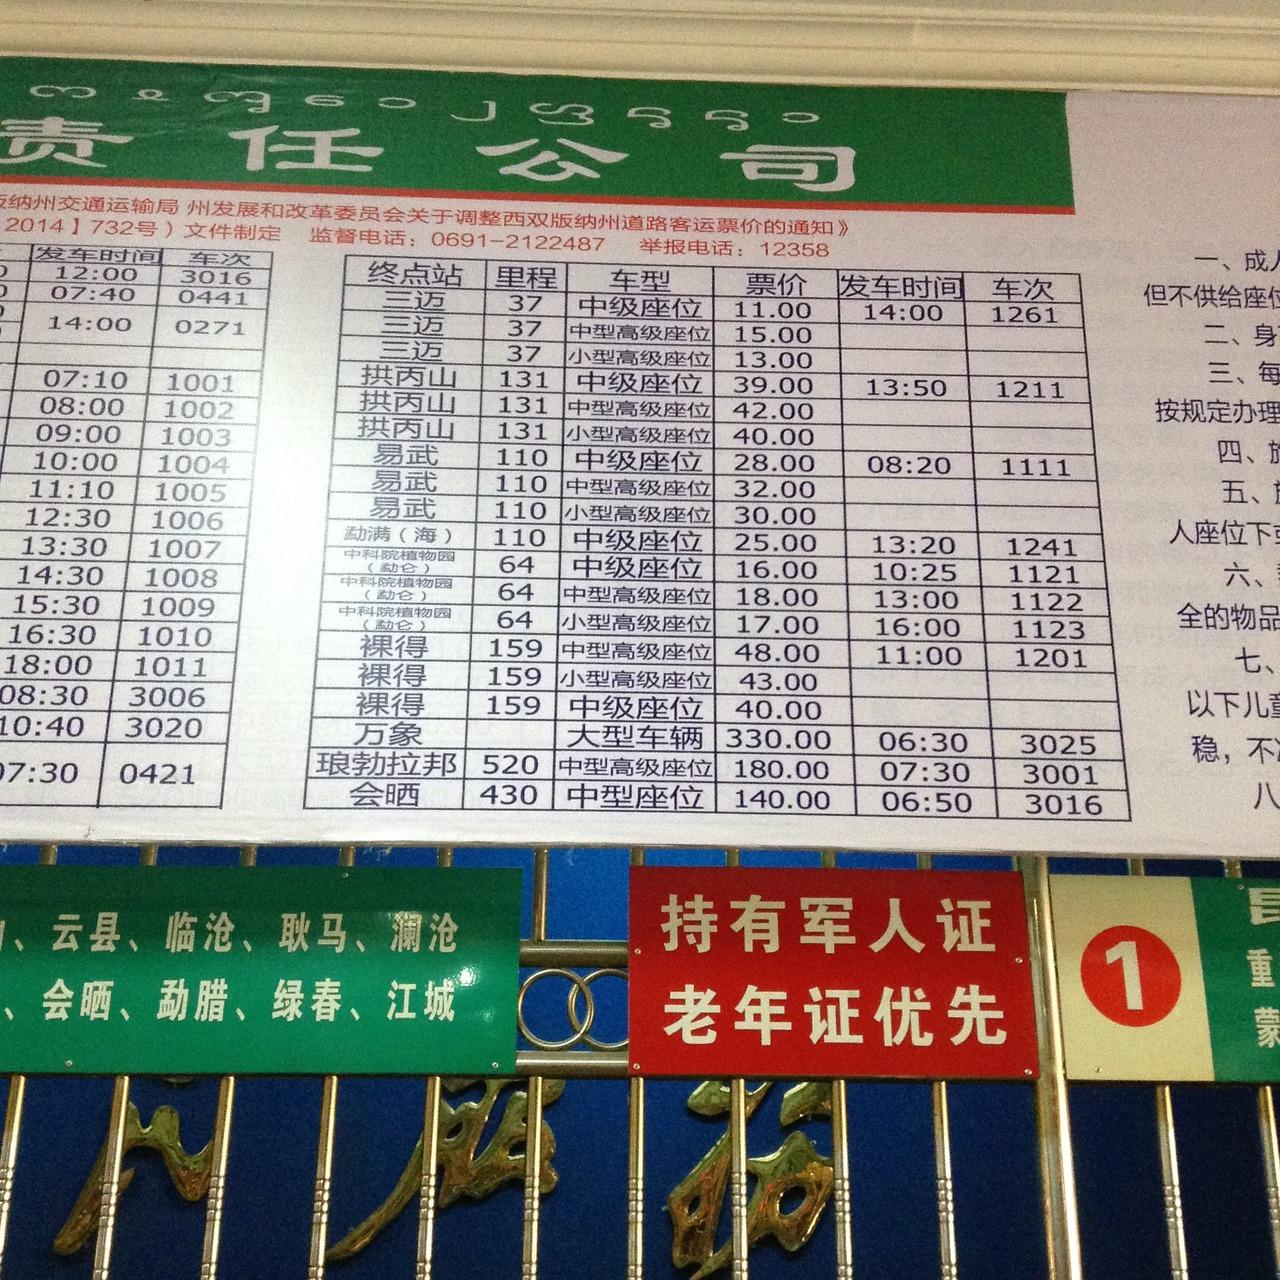 责任公司
版纳州交通运输局 州发展和改革委员会关于调整西双版纳州道路客运票价的通知》
2014】732号）文件制定 监督电话：0691-2122487 举报电话：12358
发车时间 车次
12:00 3016
07:40 0441
14:00 0271
07:10 1001
08:00 1002
09:00 1003
10:00 1004
11:10 1005
12:30 1006
13:30 1007
14:30 1008
15:30 1009
16:30 1010
18:00 1011
08:30 3006
10:40 3020
07:30 0421
终点站 里程 车型 票价 发车时间 车次
三迈 37 中级座位 11.00 14:00 1261
三迈 37 中型高级座位 15.00
三迈 37 小型高级座位 13.00
拱丙山 131 中级座位 39.00 13:50 1211
拱丙山 131 中型高级座位 42.00
拱丙山 131 小型高级座位 40.00
易武 110 中级座位 28.00 08:20 1111
易武 110 中型高级座位 32.00
易武 110 小型高级座位 30.00
勐满（海） 110 中级座位 25.00 13:20 1241
中科院植物园（勐仑） 64 中级座位 16.00 10:25 1121
中科院植物园（勐仑） 64 中型高级座位 18.00 13:00 1122
中科院植物园（勐仑） 64 小型高级座位 17.00 16:00 1123
裸得 159 中型高级座位 48.00 11:00 1201
裸得 159 小型高级座位 43.00
裸得 159 中级座位 40.00
万象 大型车辆 330.00 06:30 3025
琅勃拉邦 520 中型高级座位 180.00 07:30 3001
会晒 430 中型座位 140.00 06:50 3016
一、成人
但不供给座位
二、身
三、每
按规定办理
四、旅
五、
人座位下
六、
全的物品
七、
以下儿童
稳，不
八
、云县、临沧、耿马、澜沧
、会晒、勐腊、绿春、江城
持有军人证
老年证优先
1
昆
重
蒙